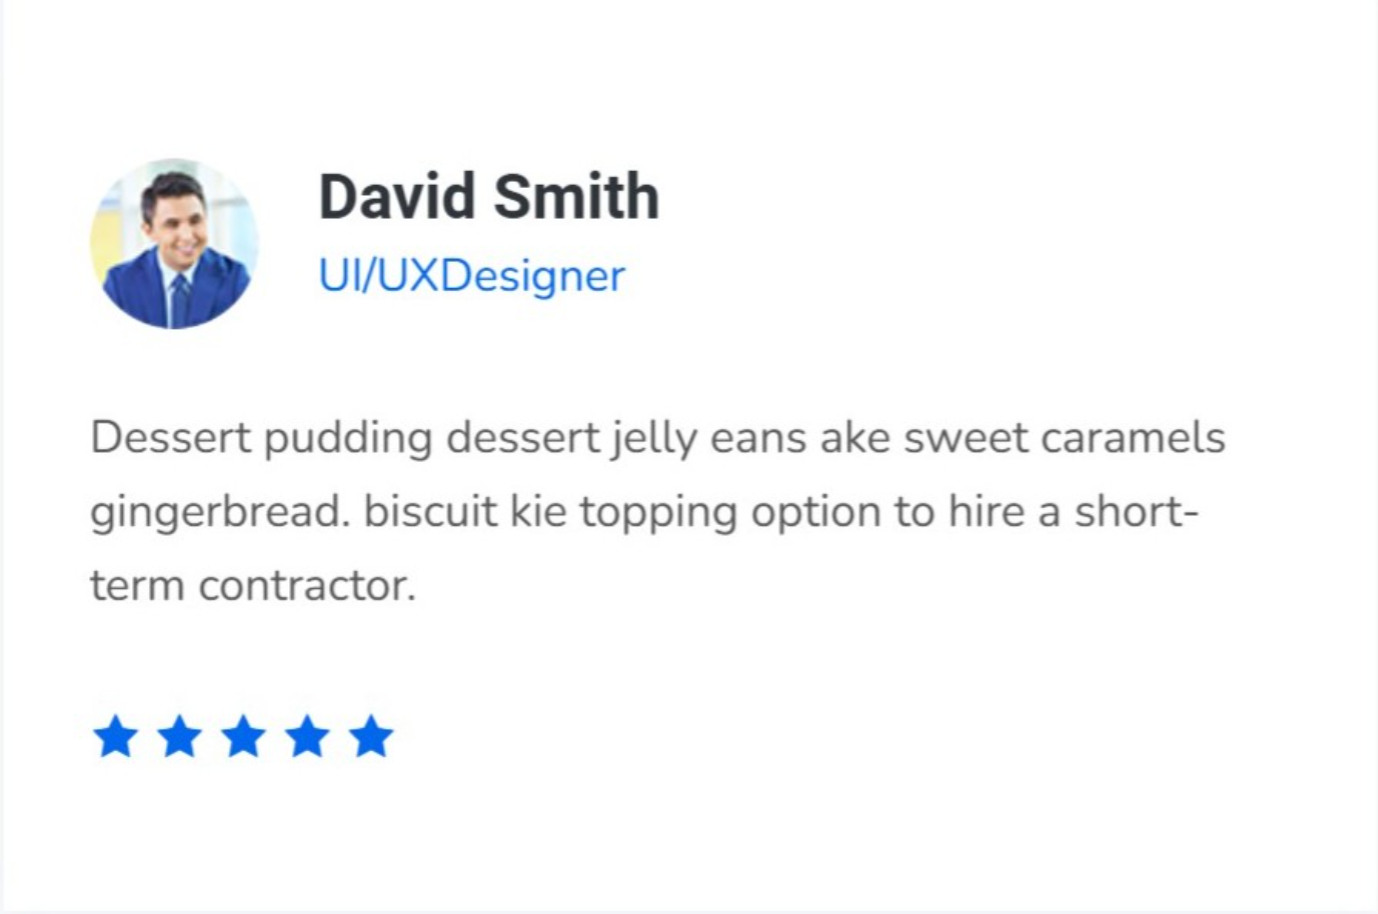 David Smith
UI/UXDesigner
Dessert pudding dessert jelly eans ake sweet caramels
gingerbread. biscuit kie topping option to hire a short-
term contractor.